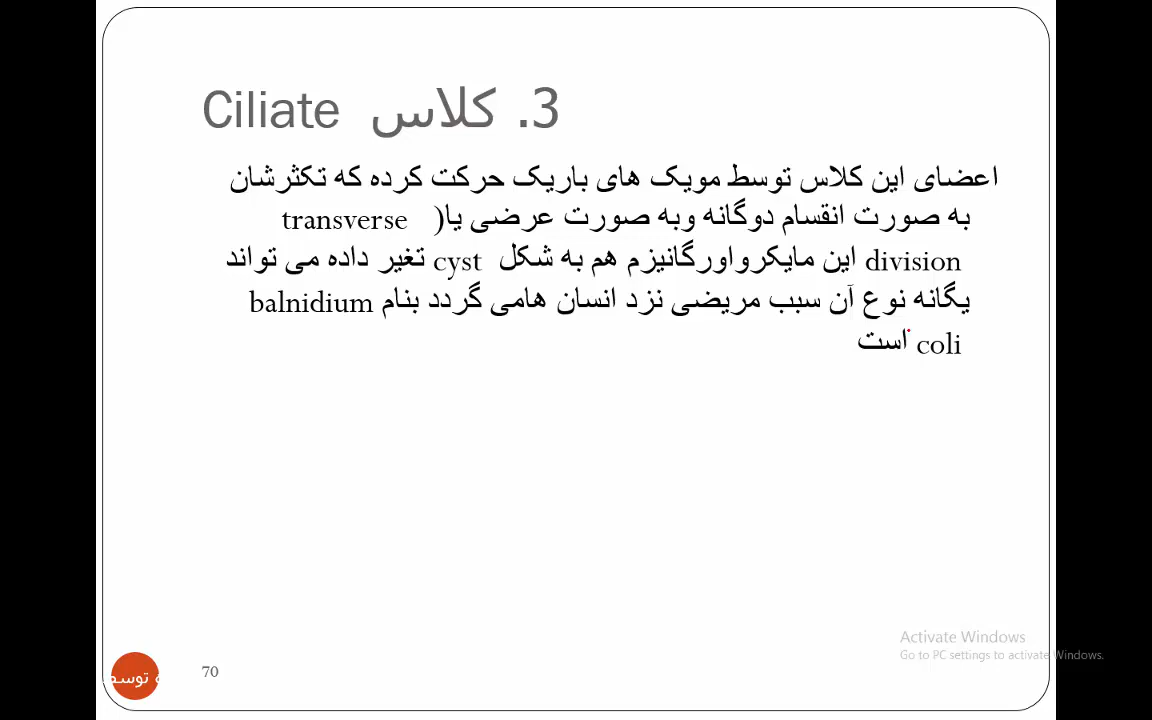 3. کلاس Ciliate
اعضای این کلاس توسط مویک های باریک حرکت کرده که تکثرشان
به صورت انقسام دوگانه وبه صورت عرضی یا( transverse
division این مایکرواورگانیزم هم به شکل cyst تغیر داده می تواند
یگانه نوع آن سبب مریضی نزد انسان هامی گردد بنام balnidium
coli است
Activate Windows
Go to PC settings to activate Windows.
70
ه توسط